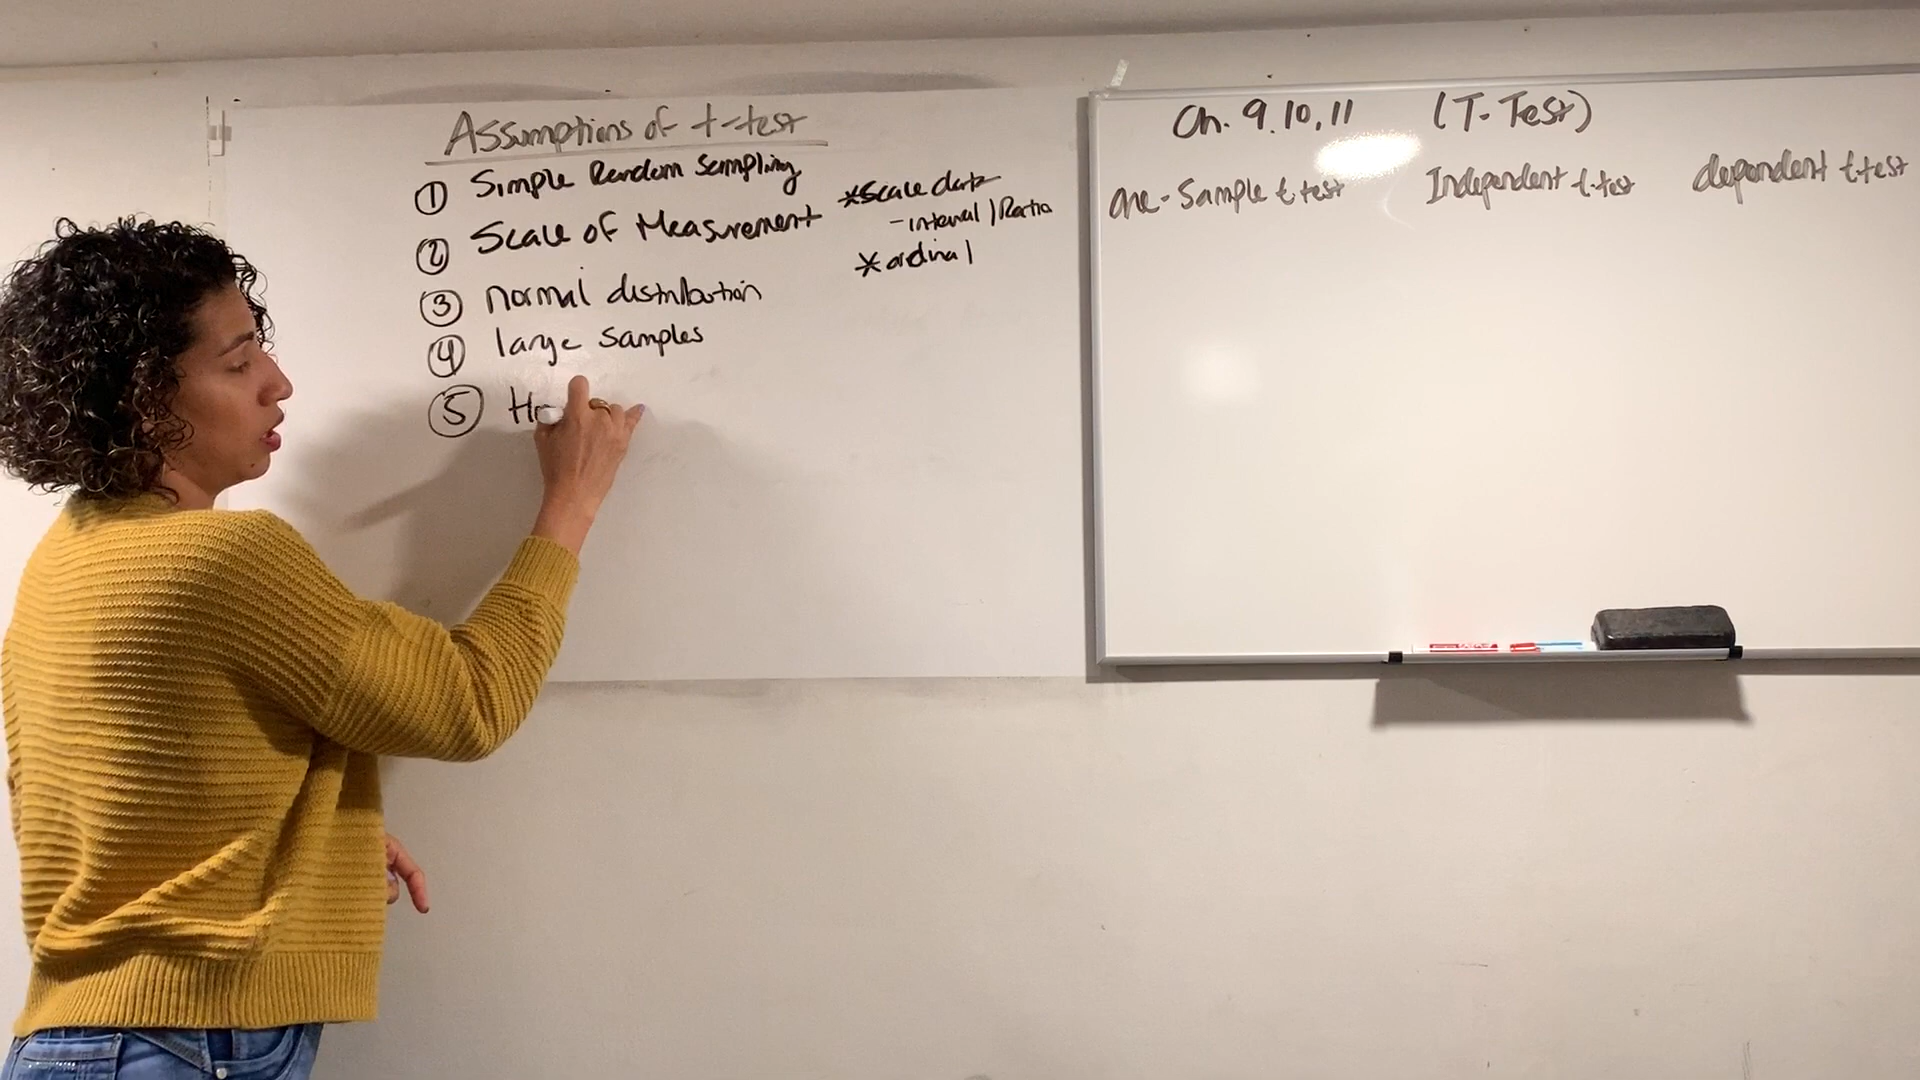 Assumptions of t-test
① Simple Random Sampling
② Scale of Measurement
*Scale data
- interval / Ratio
*ordinal
③ normal distribution
④ large samples
⑤ Ho
Ch. 9.10,11 (T-Test)
one-Sample t.test Independent t-test dependent t.test